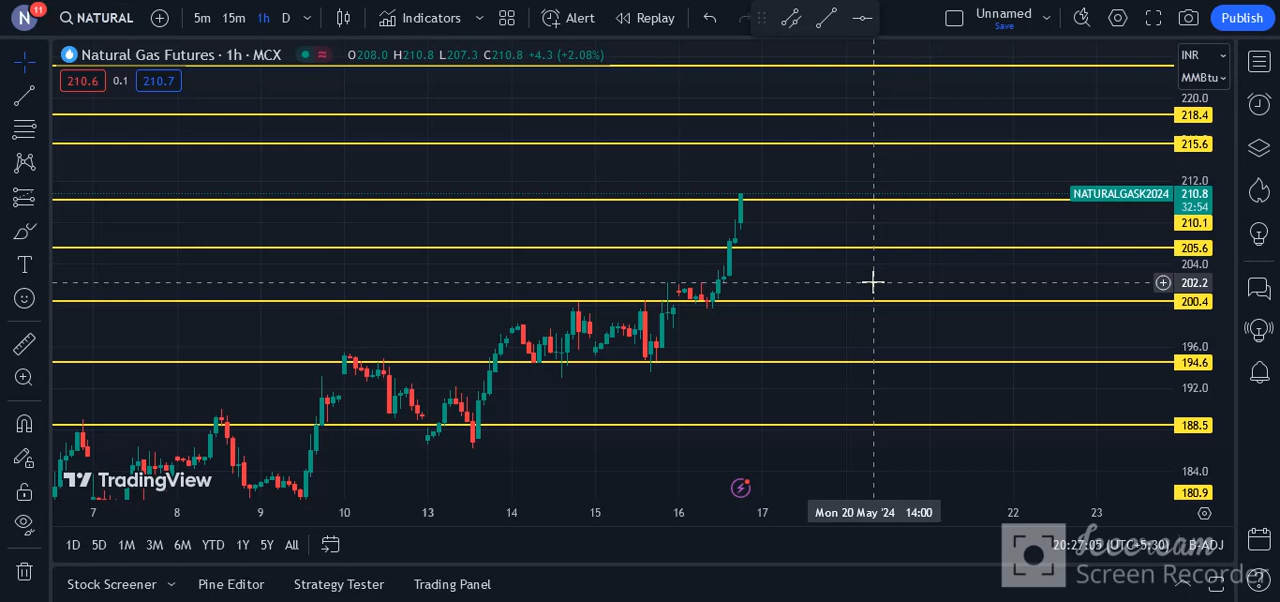 N 11 NATURAL 5m 15m 1h D Indicators Alert Replay Unnamed Save Publish
Natural Gas Futures · 1h · MCX O208.0 H210.8 L207.3 C210.8 +4.3 (+2.08%) INR
210.6 0.1 210.7 MMBtu
220.0
218.4
215.6
212.0
NATURALGASK2024 210.8
32:54
210.1
205.6
204.0
202.2
200.4
196.0
194.6
192.0
188.5
184.0
TradingView
180.9
7 8 9 10 13 14 15 16 17 Mon 20 May '24 14:00 22 23
1D 5D 1M 3M 6M YTD 1Y 5Y All 20:27:05 (UTC+5:30) B-ADJ
Icecream
Screen Recorder
Stock Screener Pine Editor Strategy Tester Trading Panel